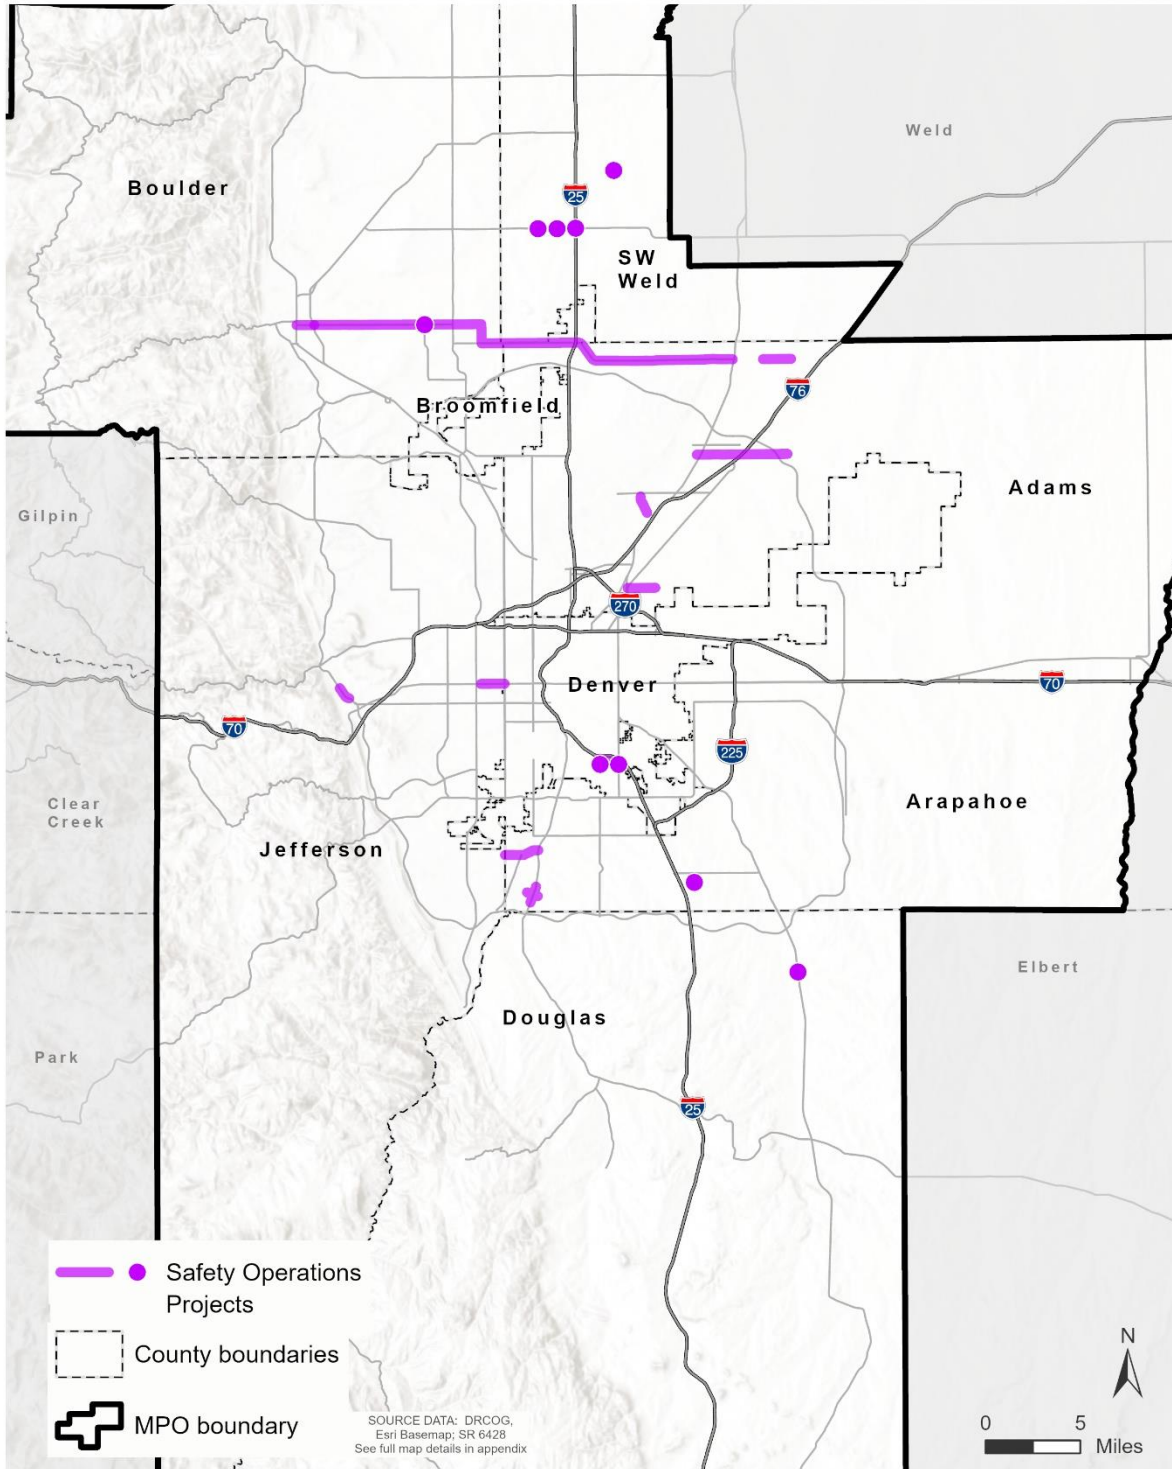 Weld
Boulder
25
SW
Weld
76
Broomfield
Adams
Gilpin
270
Denver
70
70
225
Clear
Creek
Arapahoe
Jefferson
Elbert
Douglas
Park
25
Safety Operations
Projects
County boundaries
MPO boundary
SOURCE DATA: DRCOG,
Esri Basemap; SR 6428
See full map details in appendix
N
0 5
Miles